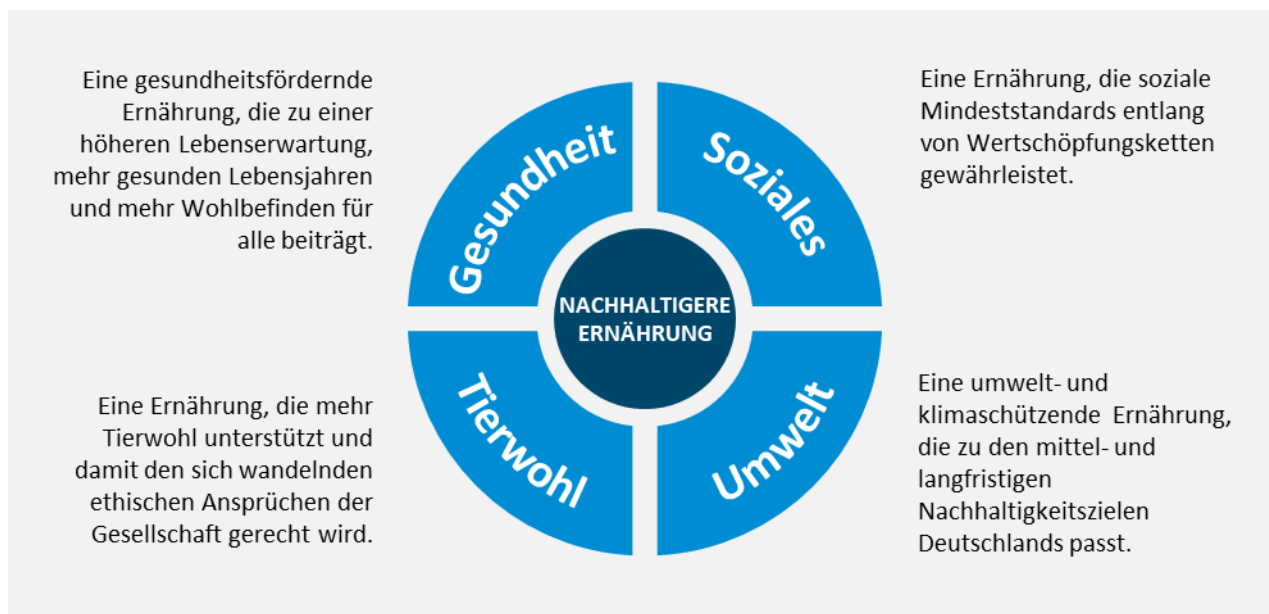 Eine gesundheitsfördernde
Ernährung, die zu einer
höheren Lebenserwartung,
mehr gesunden Lebensjahren
und mehr Wohlbefinden für
alle beiträgt.
Gesundheit
Soziales
Eine Ernährung, die soziale
Mindeststandards entlang
von Wertschöpfungsketten
gewährleistet.
NACHHALTIGERE
ERNÄHRUNG
Eine Ernährung, die mehr
Tierwohl unterstützt und
damit den sich wandelnden
ethischen Ansprüchen der
Gesellschaft gerecht wird.
Tierwohl
Umwelt
Eine umwelt- und
klimaschützende Ernährung,
die zu den mittel- und
langfristigen
Nachhaltigkeitszielen
Deutschlands passt.